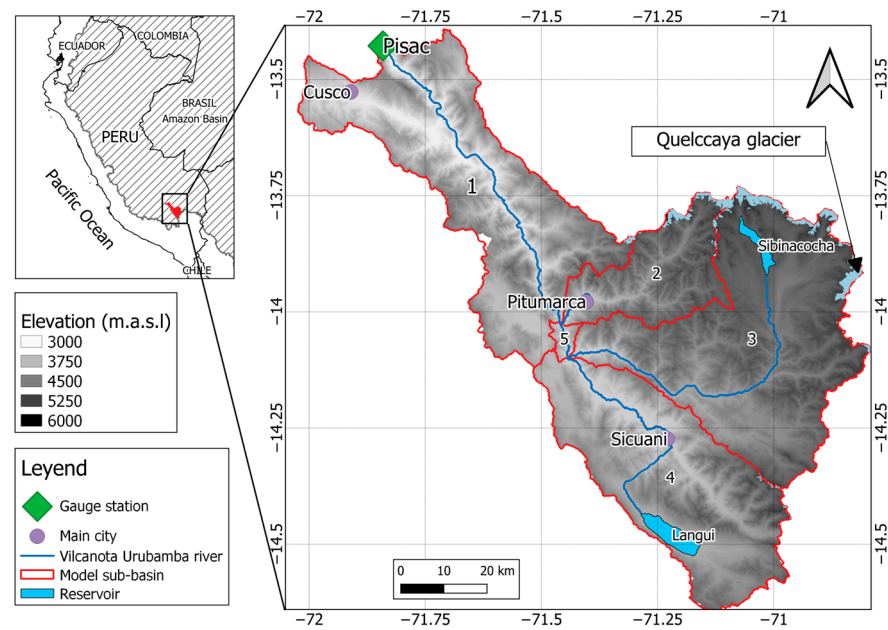 ECUADOR
COLOMBIA
BRASIL
Amazon Basin
PERU
Pacific Ocean
CHILE
Elevation (m.a.s.l)
3000
3750
4500
5250
6000
Leyend
Gauge station
Main city
Vilcanota Urubamba river
Model sub-basin
Reservoir
−72
−71.75
−71.5
−71.25
−71
Pisac
−13.5
−13.5
Cusco
Quelccaya glacier
−13.75
−13.75
1
Sibinacocha
2
Pitumarca
−14
−14
5
3
−14.25
−14.25
Sicuani
4
Langui
−14.5
−14.5
0 10 20 km
−72
−71.75
−71.5
−71.25
−71